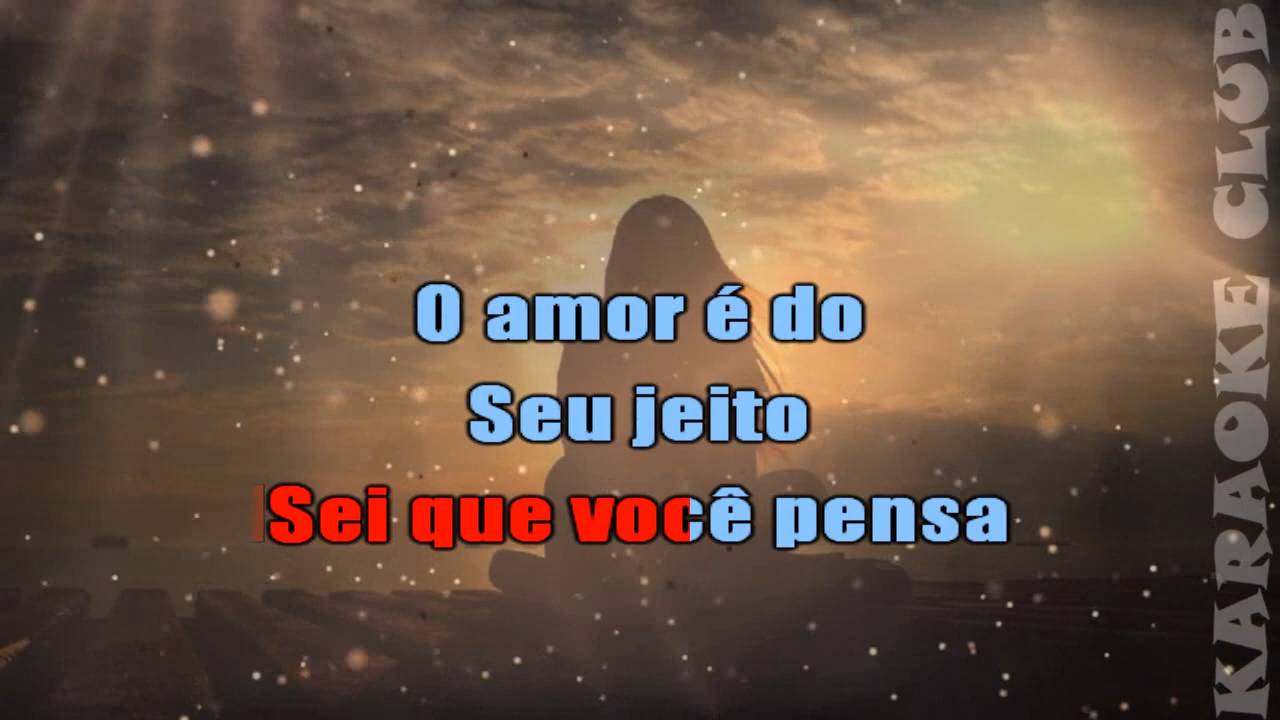 O amor é do
Seu jeito
Sei que você pensa
KARAOKE CLUB